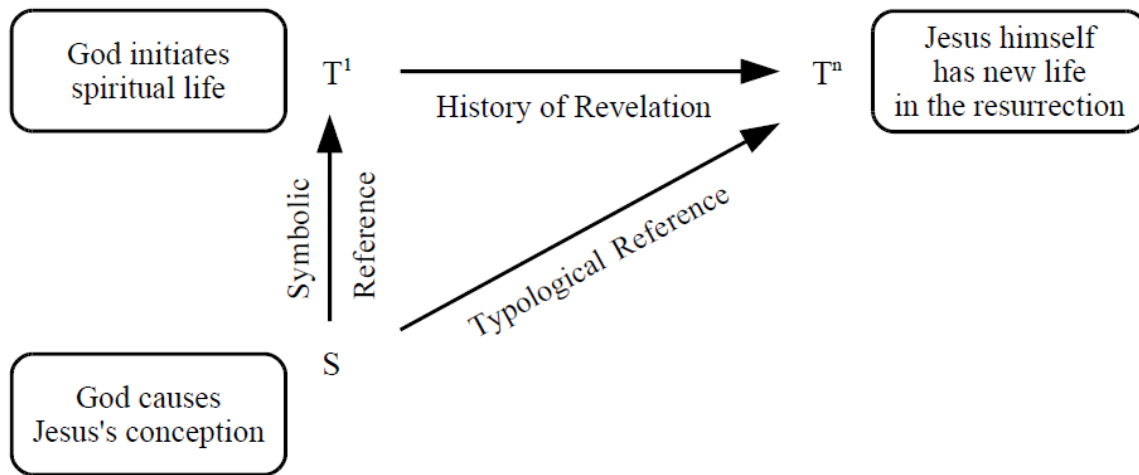 God initiates
spiritual life
T¹
Tⁿ
Jesus himself
has new life
in the resurrection
History of Revelation
Symbolic
Reference
Typological Reference
S
God causes
Jesus's conception